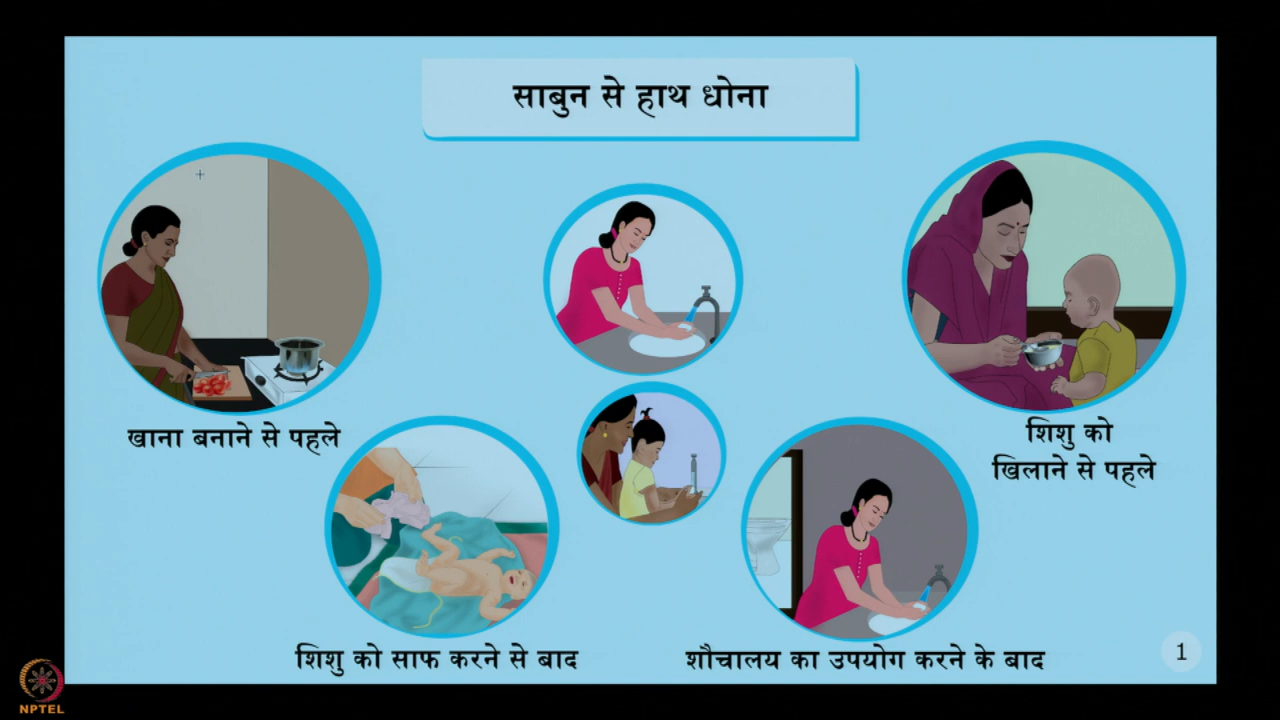 साबुन से हाथ धोना
खाना बनाने से पहले
शिशु को
खिलाने से पहले
शिशु को साफ करने से बाद
शौचालय का उपयोग करने के बाद
1
NPTEL